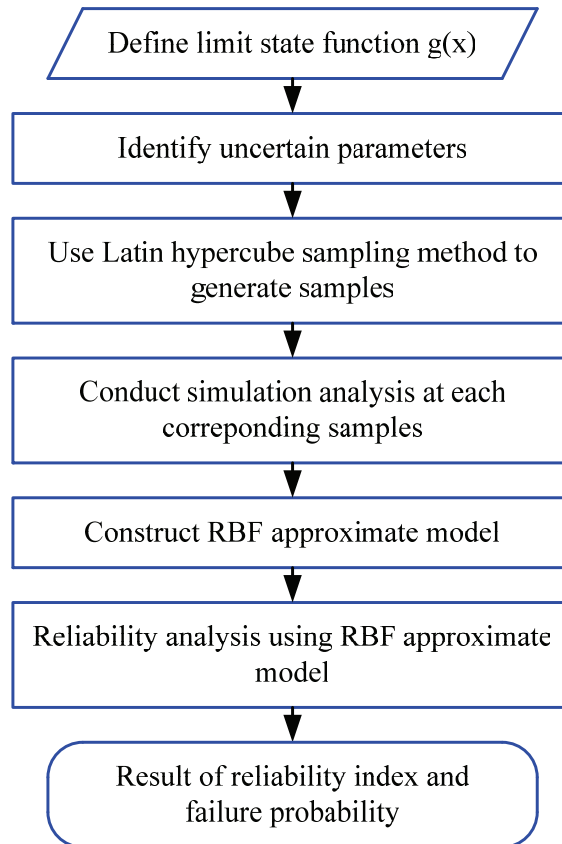 Define limit state function g(x)
Identify uncertain parameters
Use Latin hypercube sampling method to
generate samples
Conduct simulation analysis at each
correponding samples
Construct RBF approximate model
Reliability analysis using RBF approximate
model
Result of reliability index and
failure probability